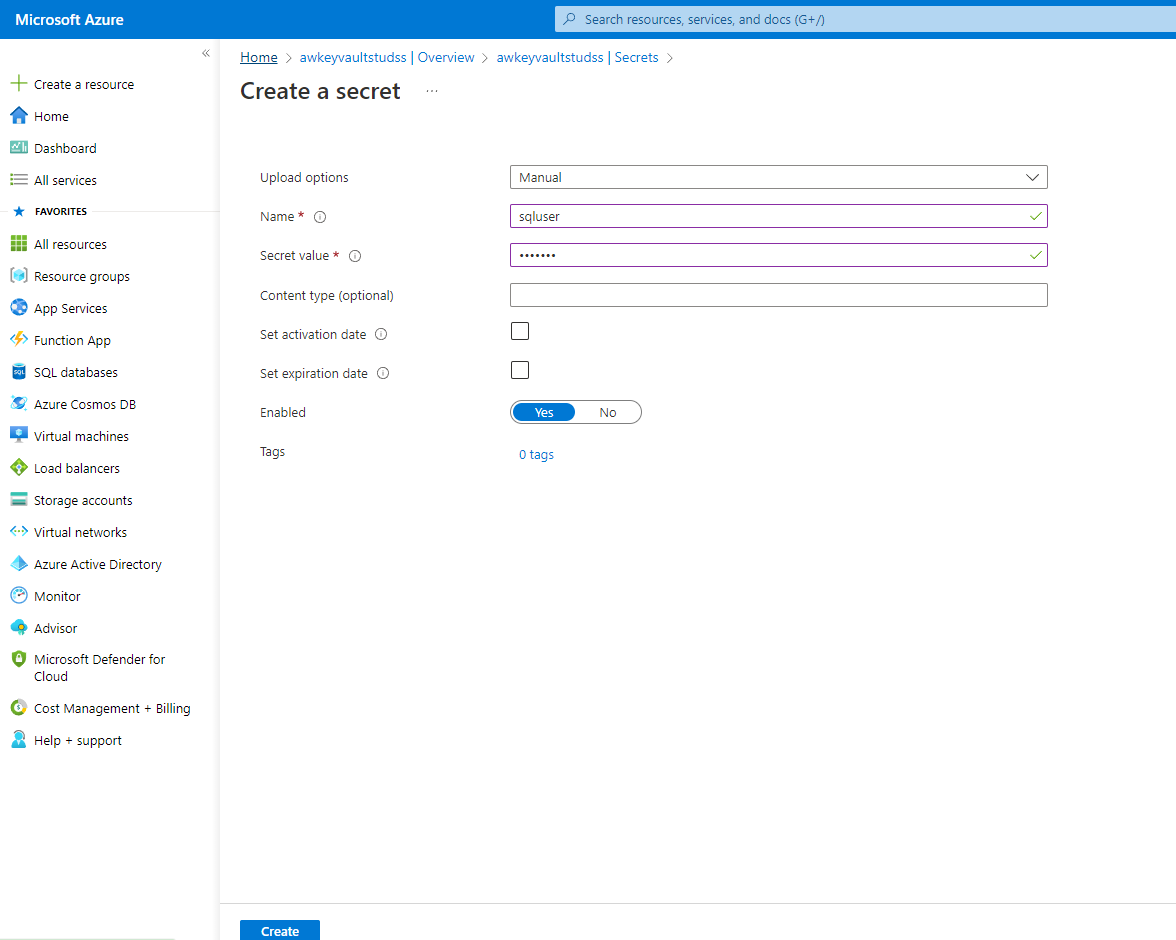 Microsoft Azure
Search resources, services, and docs (G+/)
«
Create a resource
Home
Dashboard
All services
FAVORITES
All resources
Resource groups
App Services
Function App
SQL databases
Azure Cosmos DB
Virtual machines
Load balancers
Storage accounts
Virtual networks
Azure Active Directory
Monitor
Advisor
Microsoft Defender for
Cloud
Cost Management + Billing
Help + support
Home > awkeyvaultstudss | Overview > awkeyvaultstudss | Secrets >
Create a secret ...
Upload options Manual
Name * sqluser
Secret value * •••••••
Content type (optional)
Set activation date
Set expiration date
Enabled Yes No
Tags 0 tags
Create